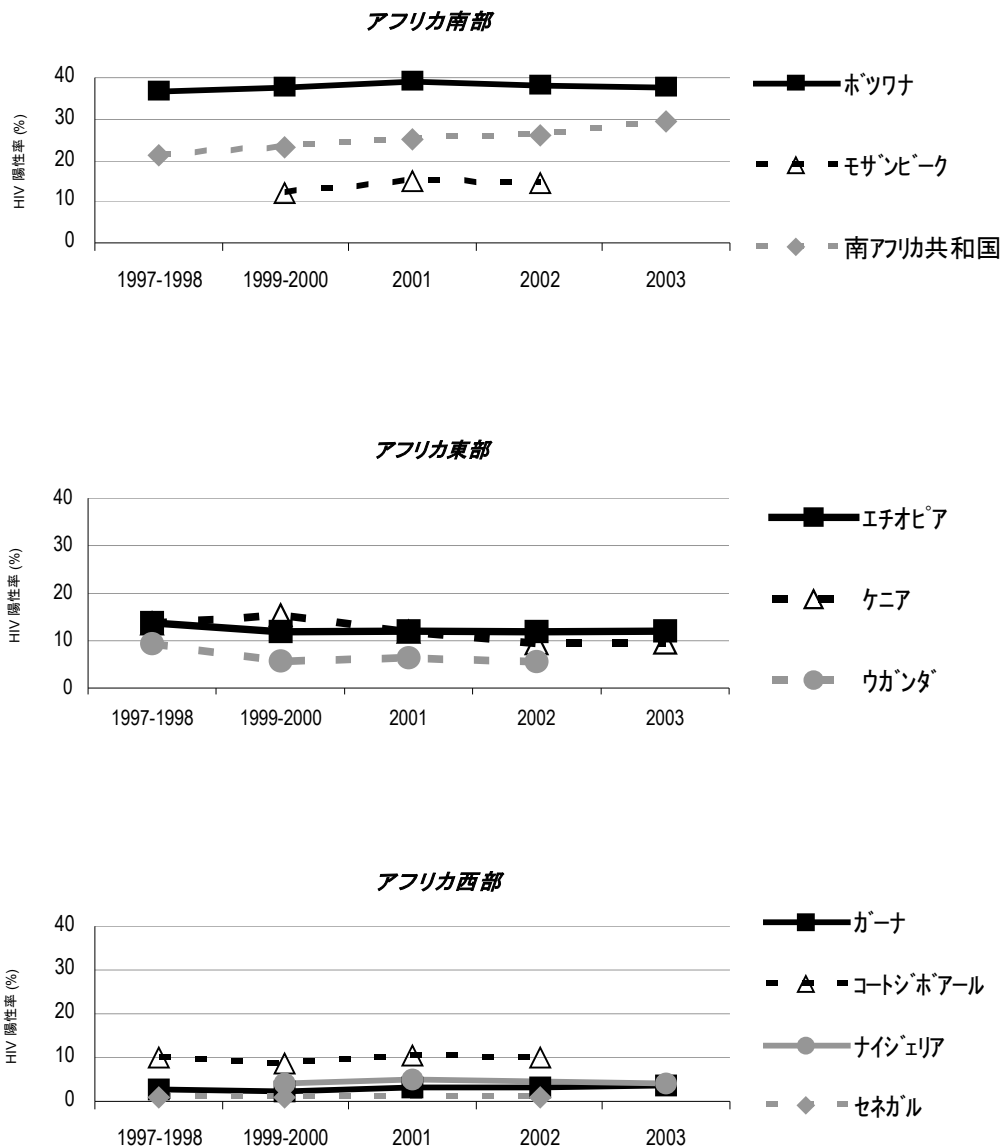 アフリカ南部
HIV 陽性率 (%)
40
30
20
10
0
1997-1998 1999-2000 2001 2002 2003
ボツワナ
モザンビーク
南アフリカ共和国
アフリカ東部
HIV 陽性率 (%)
40
30
20
10
0
1997-1998 1999-2000 2001 2002 2003
エチオピア
ケニア
ウガンダ
アフリカ西部
HIV 陽性率 (%)
40
30
20
10
0
1997-1998 1999-2000 2001 2002 2003
ガーナ
コートジボアール
ナイジェリア
セネガル